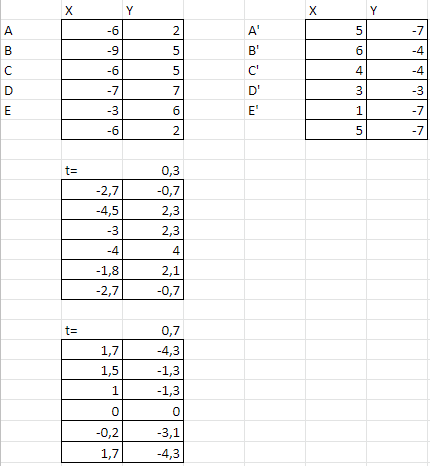 X Y X Y
A -6 2 A' 5 -7
B -9 5 B' 6 -4
C -6 5 C' 4 -4
D -7 7 D' 3 -3
E -3 6 E' 1 -7
-6 2 5 -7
t= 0,3
-2,7 -0,7
-4,5 2,3
-3 2,3
-4 4
-1,8 2,1
-2,7 -0,7
t= 0,7
1,7 -4,3
1,5 -1,3
1 -1,3
0 0
-0,2 -3,1
1,7 -4,3